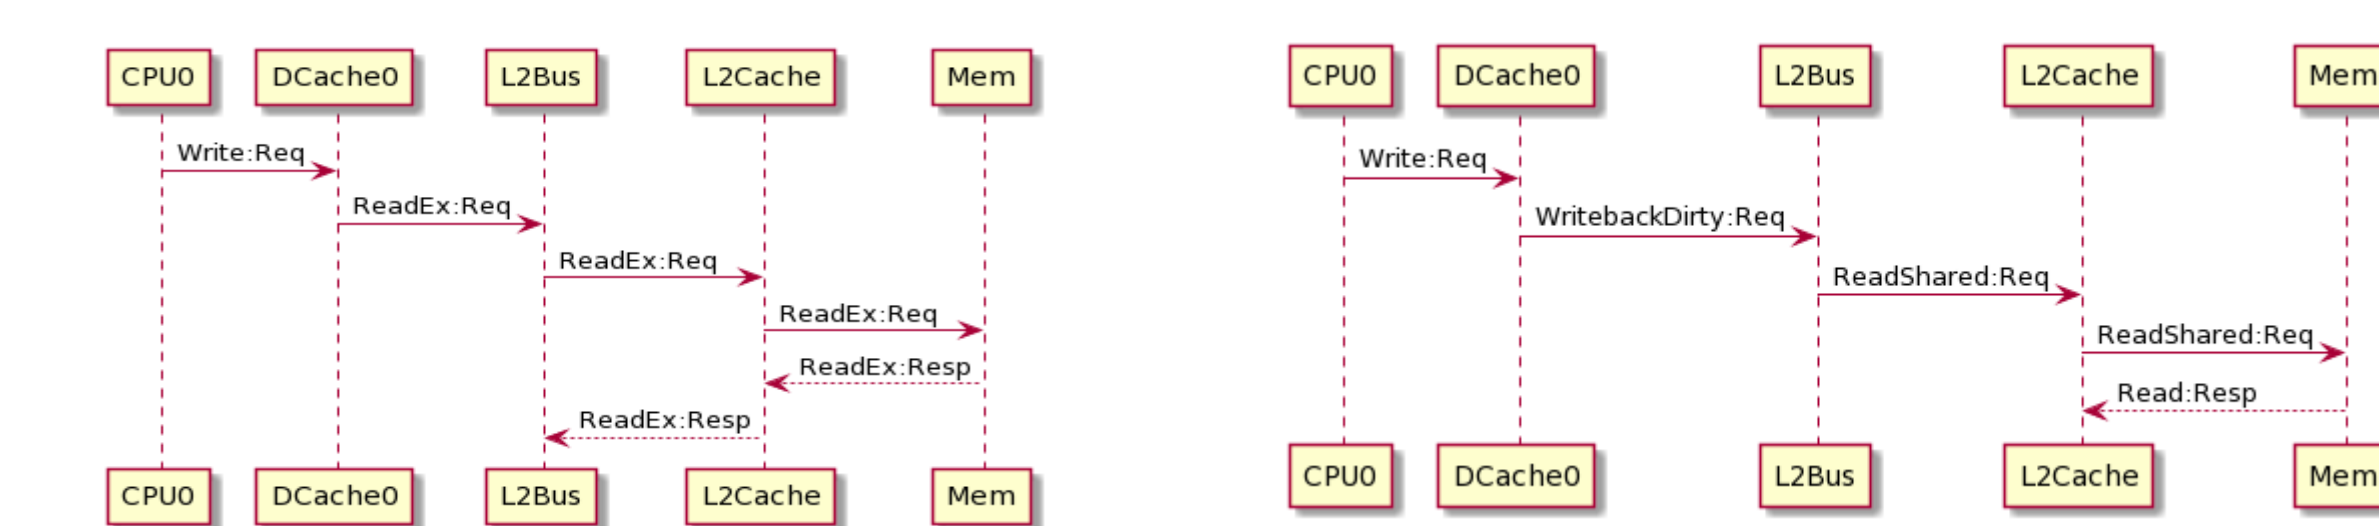 CPU0 DCache0 L2Bus L2Cache Mem
Write:Req
ReadEx:Req
ReadEx:Req
ReadEx:Req
ReadEx:Resp
ReadEx:Resp
CPU0 DCache0 L2Bus L2Cache Mem
CPU0 DCache0 L2Bus L2Cache Mem
Write:Req
WritebackDirty:Req
ReadShared:Req
ReadShared:Req
Read:Resp
CPU0 DCache0 L2Bus L2Cache Mem